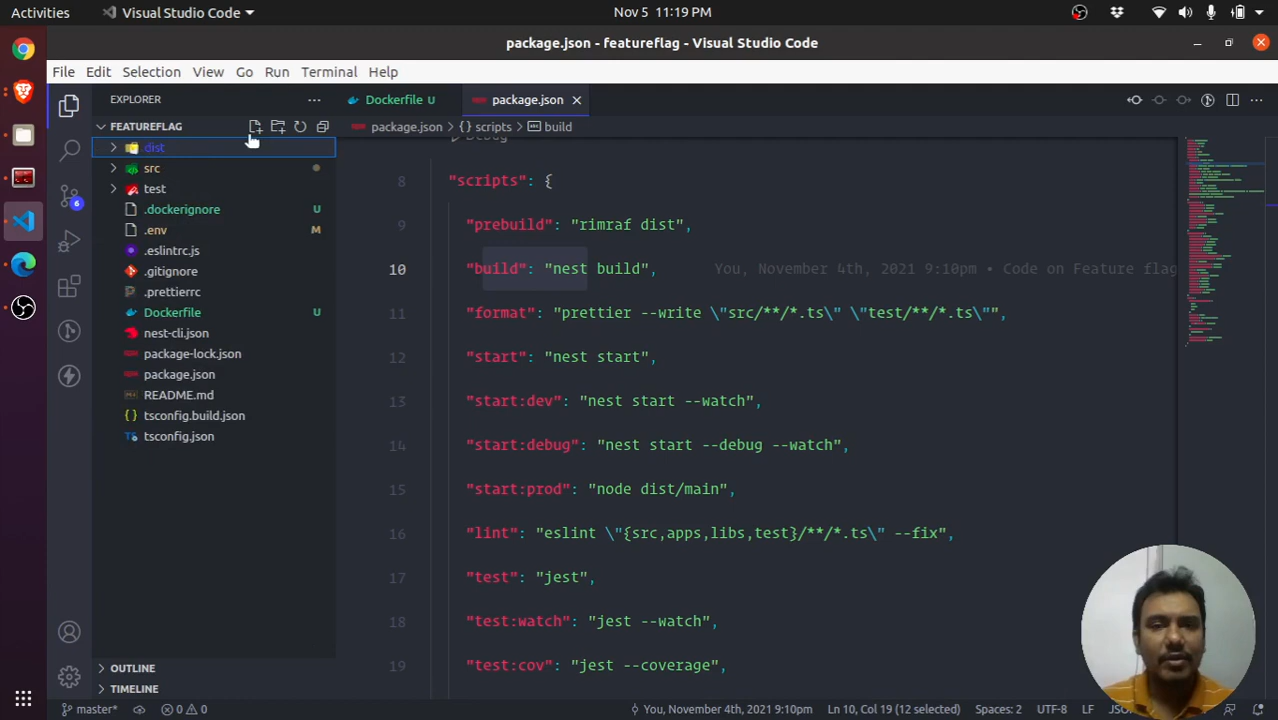 Activities
Visual Studio Code
Nov 5 11:19 PM
package.json - featureflag - Visual Studio Code
File Edit Selection View Go Run Terminal Help
EXPLORER
Dockerfile U
package.json
FEATUREFLAG
package.json
scripts
build
Debug
dist
src
test
.dockerignore U
.env M
.eslintrc.js
.gitignore
.prettierrc
Dockerfile U
nest-cli.json
package-lock.json
package.json
README.md
tsconfig.build.json
tsconfig.json
6
8 "scripts": {
9 "prebuild": "rimraf dist",
10 "build": "nest build", You, November 4th, 2021 9:10pm • Code on Feature flag
11 "format": "prettier --write \"src/**/*.ts\" \"test/**/*.ts\"",
12 "start": "nest start",
13 "start:dev": "nest start --watch",
14 "start:debug": "nest start --debug --watch",
15 "start:prod": "node dist/main",
16 "lint": "eslint \"{src,apps,libs,test}/**/*.ts\" --fix",
17 "test": "jest",
18 "test:watch": "jest --watch",
19 "test:cov": "jest --coverage",
OUTLINE
TIMELINE
master* 0 0 You, November 4th, 2021 9:10pm Ln 10, Col 19 (12 selected) Spaces: 2 UTF-8 LF